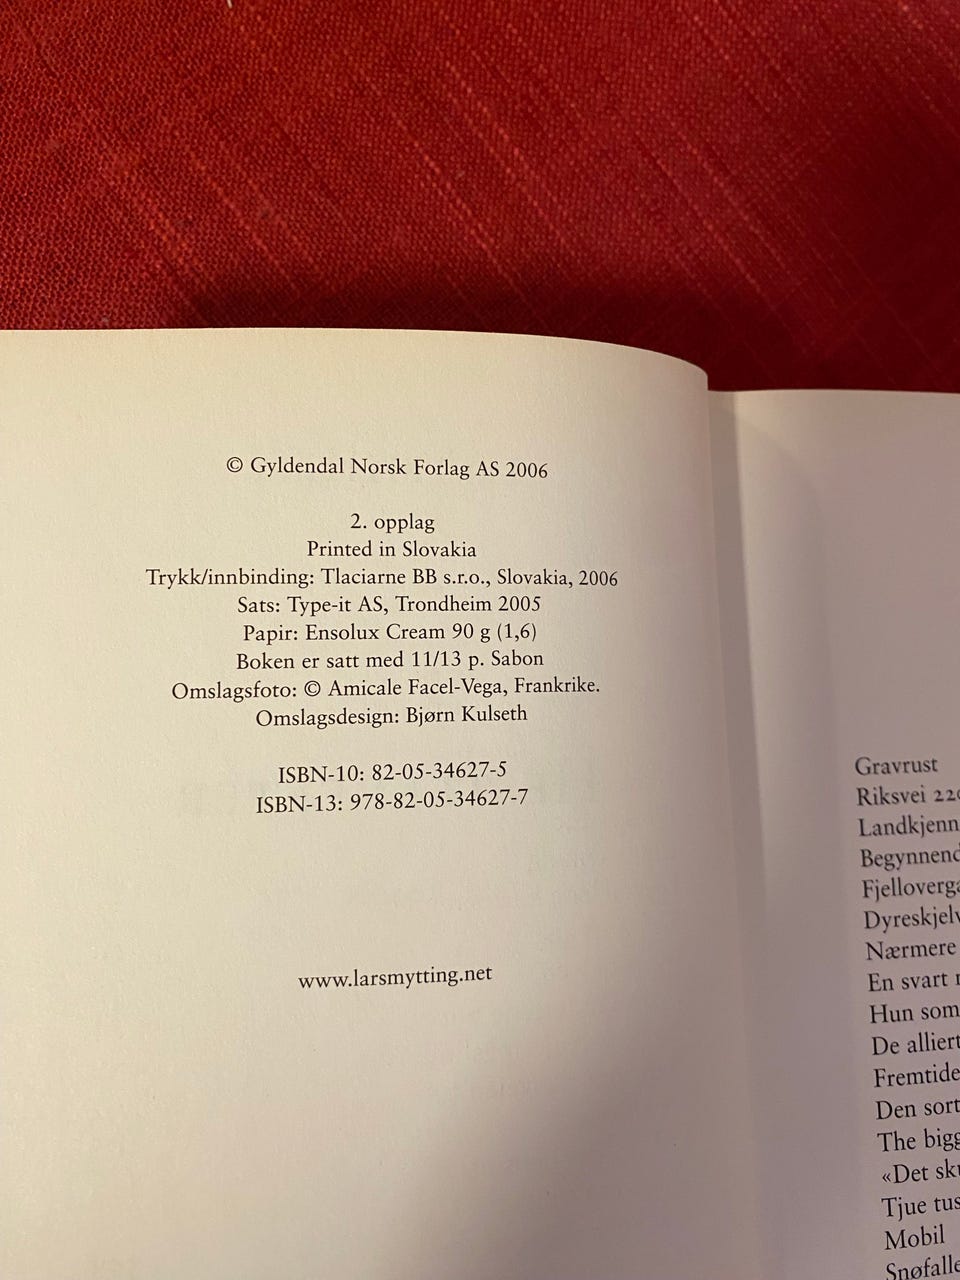 © Gyldendal Norsk Forlag AS 2006
2. opplag
Printed in Slovakia
Trykk/innbinding: Tlaciarne BB s.r.o., Slovakia, 2006
Sats: Type-it AS, Trondheim 2005
Papir: Ensolux Cream 90 g (1,6)
Boken er satt med 11/13 p. Sabon
Omslagsfoto: © Amicale Facel-Vega, Frankrike.
Omslagsdesign: Bjørn Kulseth
ISBN-10: 82-05-34627-5
ISBN-13: 978-82-05-34627-7
www.larsmytting.net
Gravrust
Riksvei
Nærmere
En svart
Hun som
De
Den
The
«Det
Tjue
Mobil